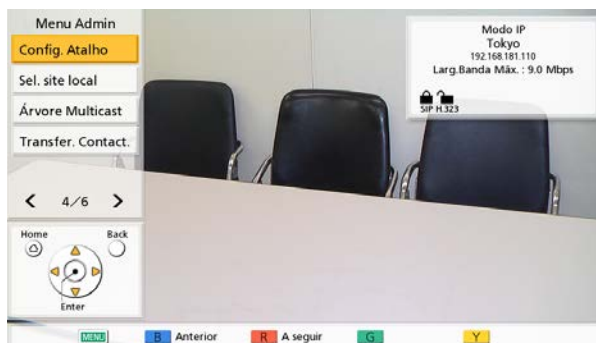 Menu Admin
Config. Atalho
Sel. site local
Árvore Multicast
Transfer. Contact.
4/6
Home
Back
Enter
Modo IP
Tokyo
192.168.181.110
Larg.Banda Máx. : 9.0 Mbps
SIP H.323
MENU B Anterior R A seguir G Y